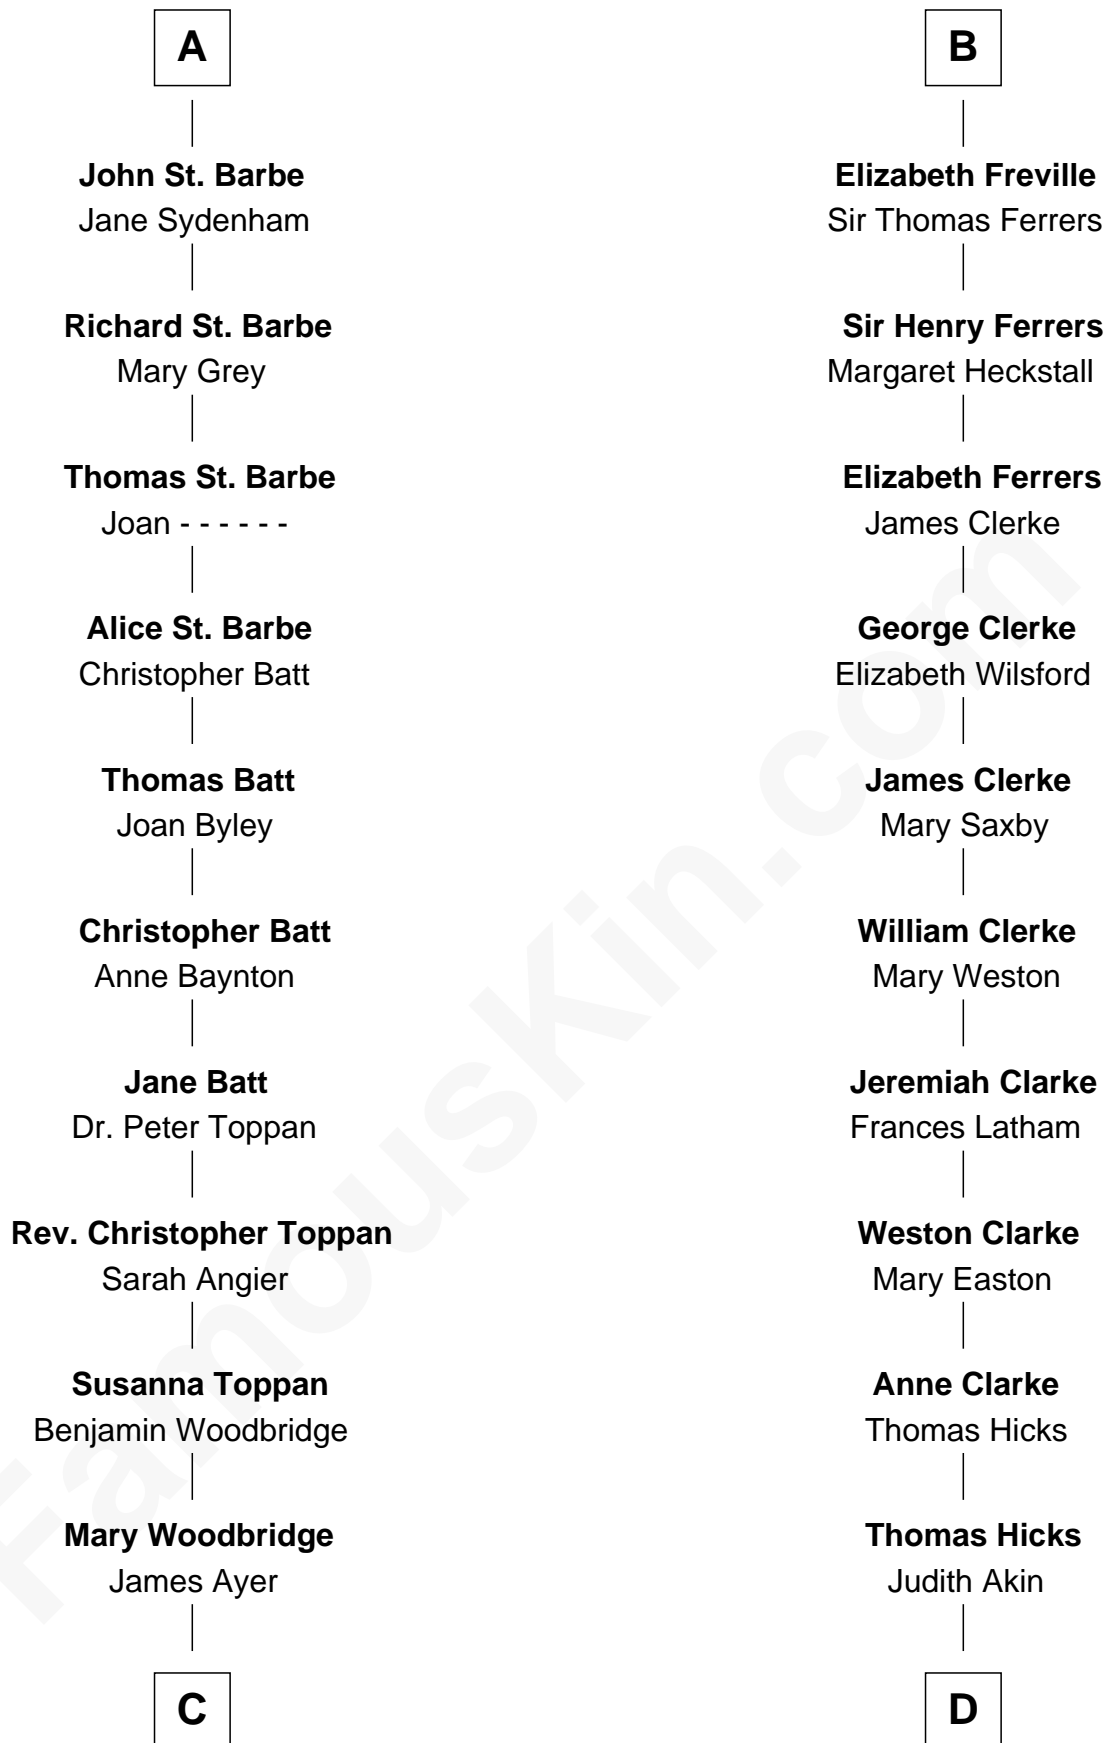 A
John St. Barbe
Jane Sydenham
Richard St. Barbe
Mary Grey
Thomas St. Barbe
Joan - - - - - -
Alice St. Barbe
Christopher Batt
Thomas Batt
Joan Byley
Christopher Batt
Anne Baynton
Jane Batt
Dr. Peter Toppan
Rev. Christopher Toppan
Sarah Angier
Susanna Toppan
Benjamin Woodbridge
Mary Woodbridge
James Ayer
C
B
Elizabeth Freville
Sir Thomas Ferrers
Sir Henry Ferrers
Margaret Heckstall
Elizabeth Ferrers
James Clerke
George Clerke
Elizabeth Wilsford
James Clerke
Mary Saxby
William Clerke
Mary Weston
Jeremiah Clarke
Frances Latham
Weston Clarke
Mary Easton
Anne Clarke
Thomas Hicks
Thomas Hicks
Judith Akin
D
FamousKin.com